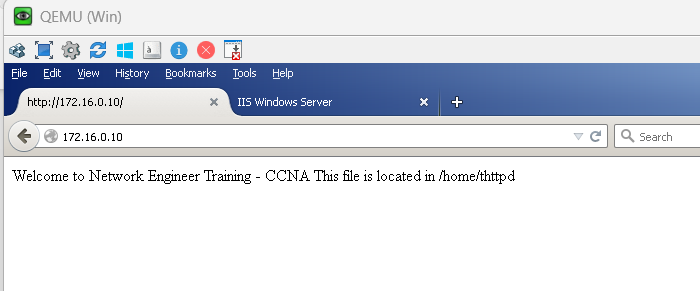 QEMU (Win)
a
File Edit View History Bookmarks Tools Help
http://172.16.0.10/ IIS Windows Server
172.16.0.10 Search
Welcome to Network Engineer Training - CCNA This file is located in /home/thttpd